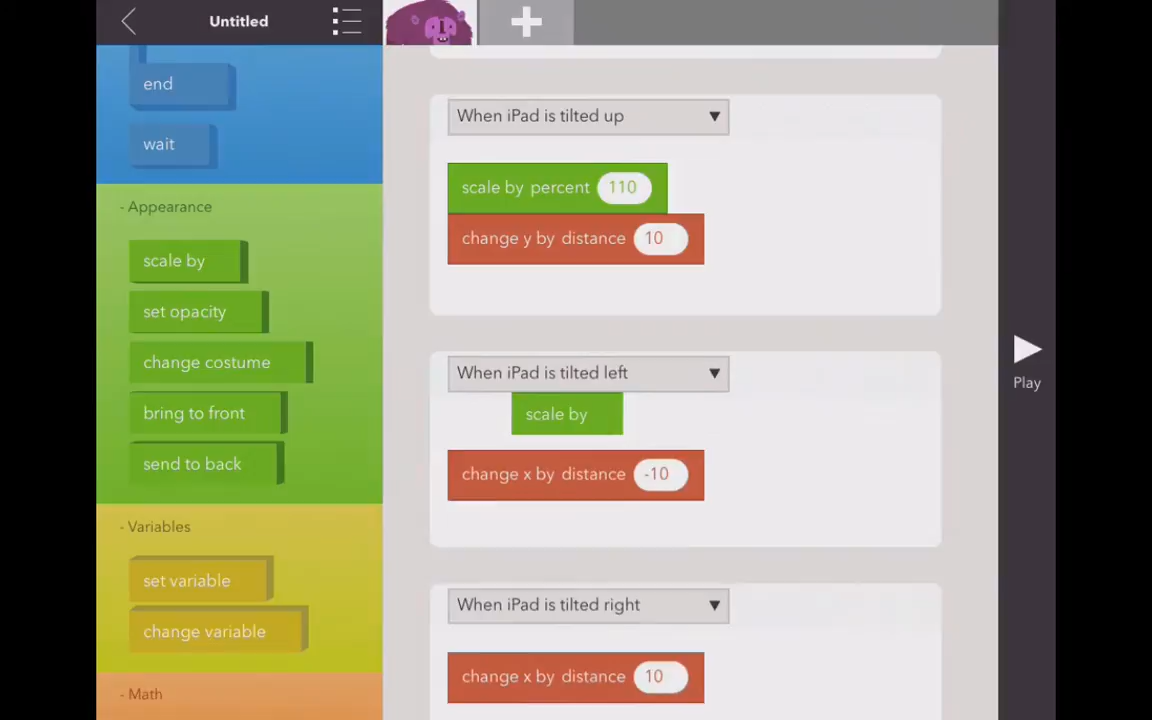 Untitled
end
wait
- Appearance
scale by
set opacity
change costume
bring to front
send to back
- Variables
set variable
change variable
- Math
When iPad is tilted up ▼
scale by percent 110
change y by distance 10
When iPad is tilted left ▼
scale by
change x by distance -10
When iPad is tilted right ▼
change x by distance 10
Play